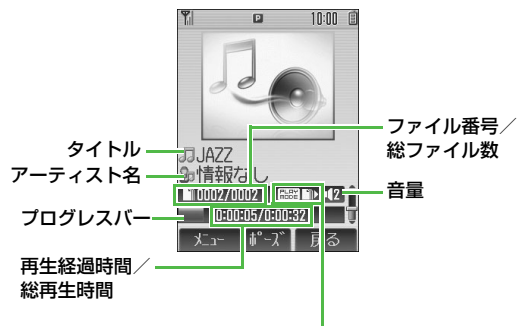 P 10:00
JAZZ
情報なし
0002/0002 PLAY MODE 2
0:00:05/0:00:32
メニュー ポーズ 戻る
タイトル
アーティスト名
プログレスバー
再生経過時間／
総再生時間
ファイル番号／
総ファイル数
音量